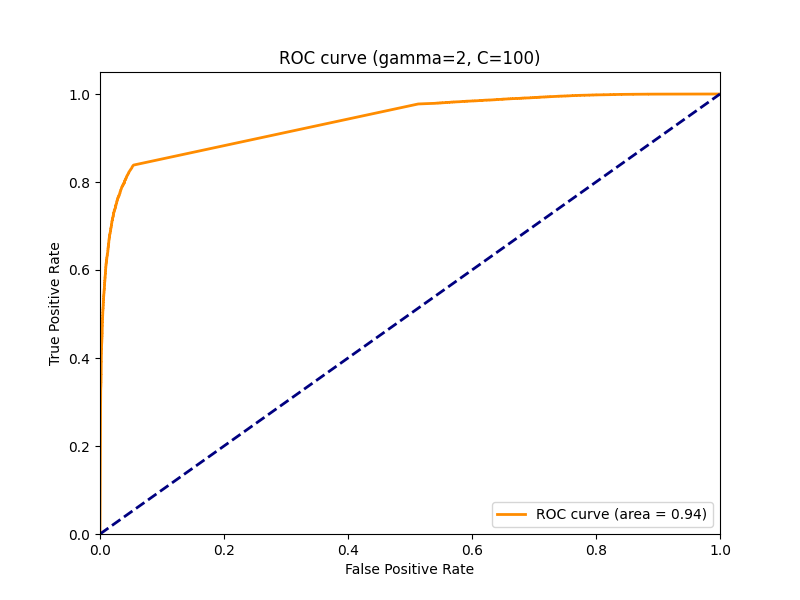 ROC curve (gamma=2, C=100)
True Positive Rate
1.0
0.8
0.6
0.4
0.2
0.0
ROC curve (area = 0.94)
0.0 0.2 0.4 0.6 0.8 1.0
False Positive Rate